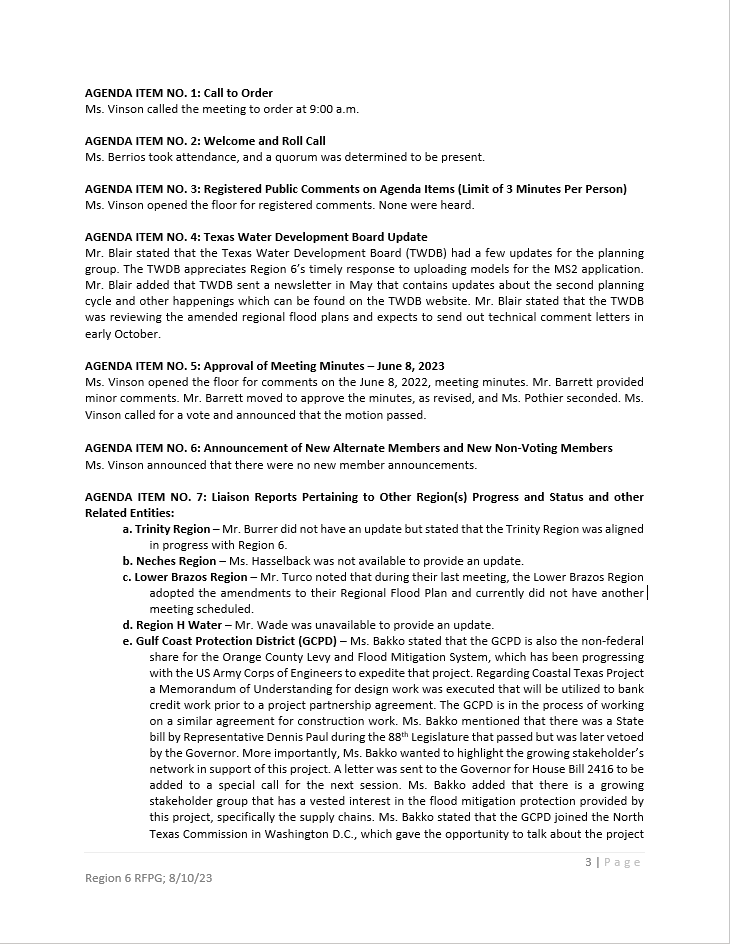 AGENDA ITEM NO. 1: Call to Order
Ms. Vinson called the meeting to order at 9:00 a.m.
AGENDA ITEM NO. 2: Welcome and Roll Call
Ms. Berrios took attendance, and a quorum was determined to be present.
AGENDA ITEM NO. 3: Registered Public Comments on Agenda Items (Limit of 3 Minutes Per Person)
Ms. Vinson opened the floor for registered comments. None were heard.
AGENDA ITEM NO. 4: Texas Water Development Board Update
Mr. Blair stated that the Texas Water Development Board (TWDB) had a few updates for the planning
group. The TWDB appreciates Region 6’s timely response to uploading models for the MS2 application.
Mr. Blair added that TWDB sent a newsletter in May that contains updates about the second planning
cycle and other happenings which can be found on the TWDB website. Mr. Blair stated that the TWDB
was reviewing the amended regional flood plans and expects to send out technical comment letters in
early October.
AGENDA ITEM NO. 5: Approval of Meeting Minutes – June 8, 2023
Ms. Vinson opened the floor for comments on the June 8, 2022, meeting minutes. Mr. Barrett provided
minor comments. Mr. Barrett moved to approve the minutes, as revised, and Ms. Pothier seconded. Ms.
Vinson called for a vote and announced that the motion passed.
AGENDA ITEM NO. 6: Announcement of New Alternate Members and New Non-Voting Members
Ms. Vinson announced that there were no new member announcements.
AGENDA ITEM NO. 7: Liaison Reports Pertaining to Other Region(s) Progress and Status and other
Related Entities:
a. Trinity Region – Mr. Burrer did not have an update but stated that the Trinity Region was aligned
in progress with Region 6.
b. Neches Region – Ms. Hasselback was not available to provide an update.
c. Lower Brazos Region – Mr. Turco noted that during their last meeting, the Lower Brazos Region
adopted the amendments to their Regional Flood Plan and currently did not have another
meeting scheduled.
d. Region H Water – Mr. Wade was unavailable to provide an update.
e. Gulf Coast Protection District (GCPD) – Ms. Bakko stated that the GCPD is also the non-federal
share for the Orange County Levy and Flood Mitigation System, which has been progressing
with the US Army Corps of Engineers to expedite that project. Regarding Coastal Texas Project
a Memorandum of Understanding for design work was executed that will be utilized to bank
credit work prior to a project partnership agreement. The GCPD is in the process of working
on a similar agreement for construction work. Ms. Bakko mentioned that there was a State
bill by Representative Dennis Paul during the 88th Legislature that passed but was later vetoed
by the Governor. More importantly, Ms. Bakko wanted to highlight the growing stakeholder’s
network in support of this project. A letter was sent to the Governor for House Bill 2416 to be
added to a special call for the next session. Ms. Bakko added that there is a growing
stakeholder group that has a vested interest in the flood mitigation protection provided by
this project, specifically the supply chains. Ms. Bakko stated that the GCPD joined the North
Texas Commission in Washington D.C., which gave the opportunity to talk about the project
3 | Page
Region 6 RFPG; 8/10/23